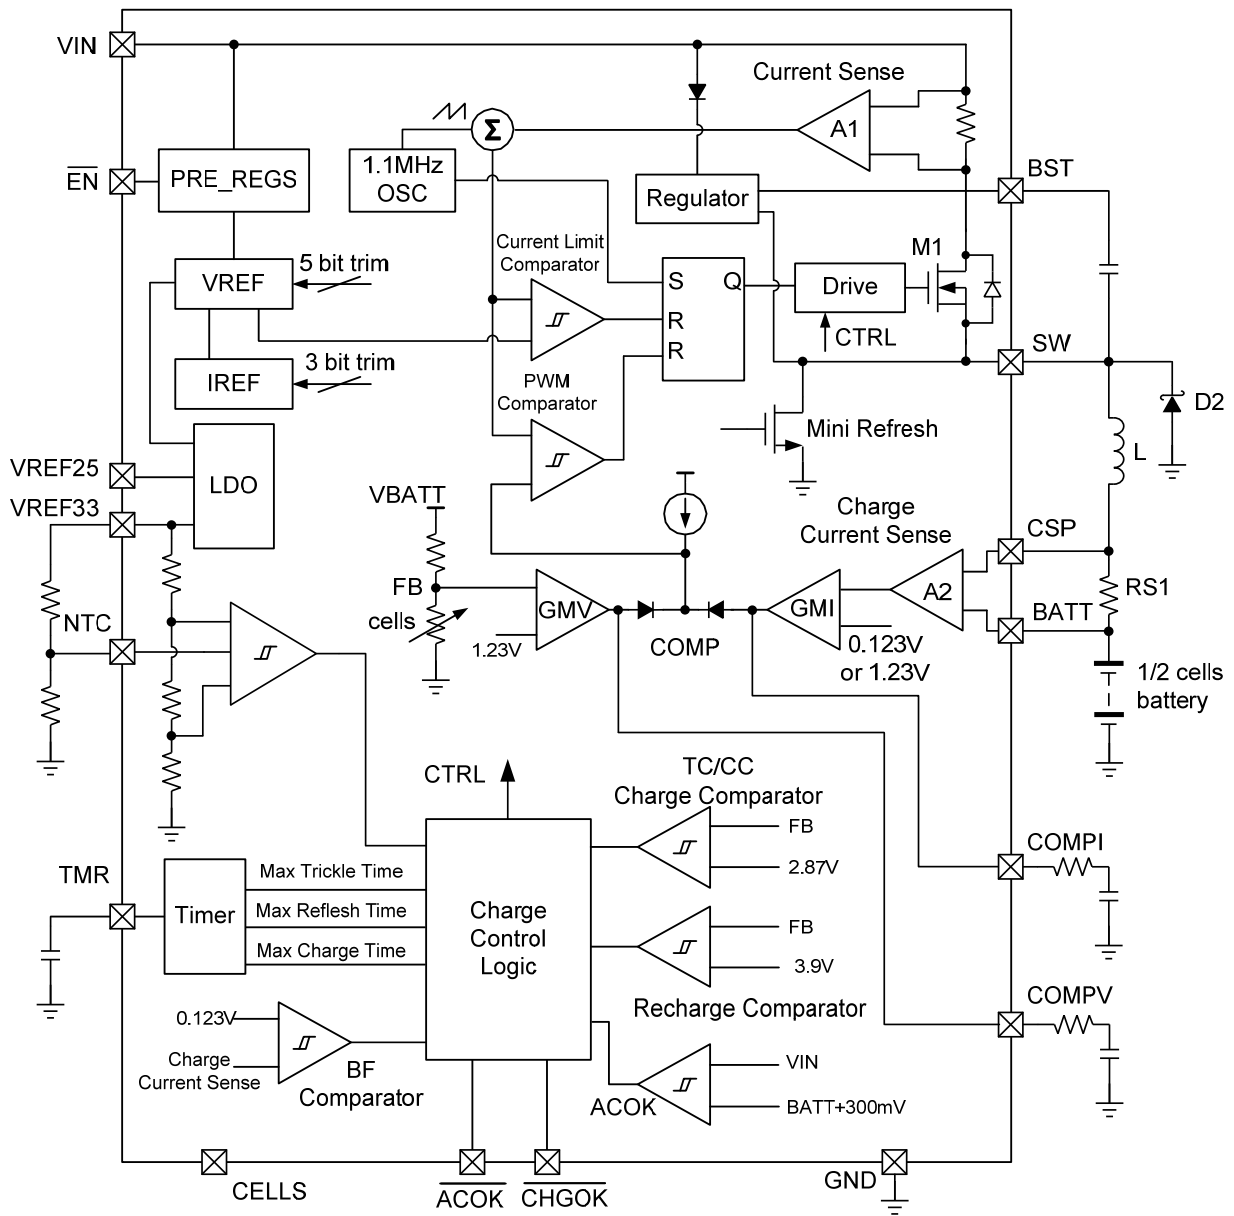 VIN
Current Sense
A1
Σ
EN
PRE_REGS
1.1MHz
OSC
Regulator
BST
M1
Current Limit
Comparator
5 bit trim
VREF
S
Q
R
R
Drive
CTRL
SW
3 bit trim
IREF
PWM
Comparator
D2
Mini Refresh
L
VREF25
LDO
VREF33
VBATT
Charge
Current Sense
CSP
FB
GMV
GMI
A2
RS1
BATT
NTC
cells
1.23V
COMP
0.123V
or 1.23V
1/2 cells
battery
CTRL
TC/CC
Charge Comparator
FB
2.87V
COMPI
TMR
Timer
Max Trickle Time
Max Reflesh Time
Max Charge Time
Charge
Control
Logic
FB
3.9V
Recharge Comparator
COMPV
0.123V
Charge
Current Sense
BF
Comparator
VIN
ACOK
BATT+300mV
CELLS
ACOK
CHGOK
GND